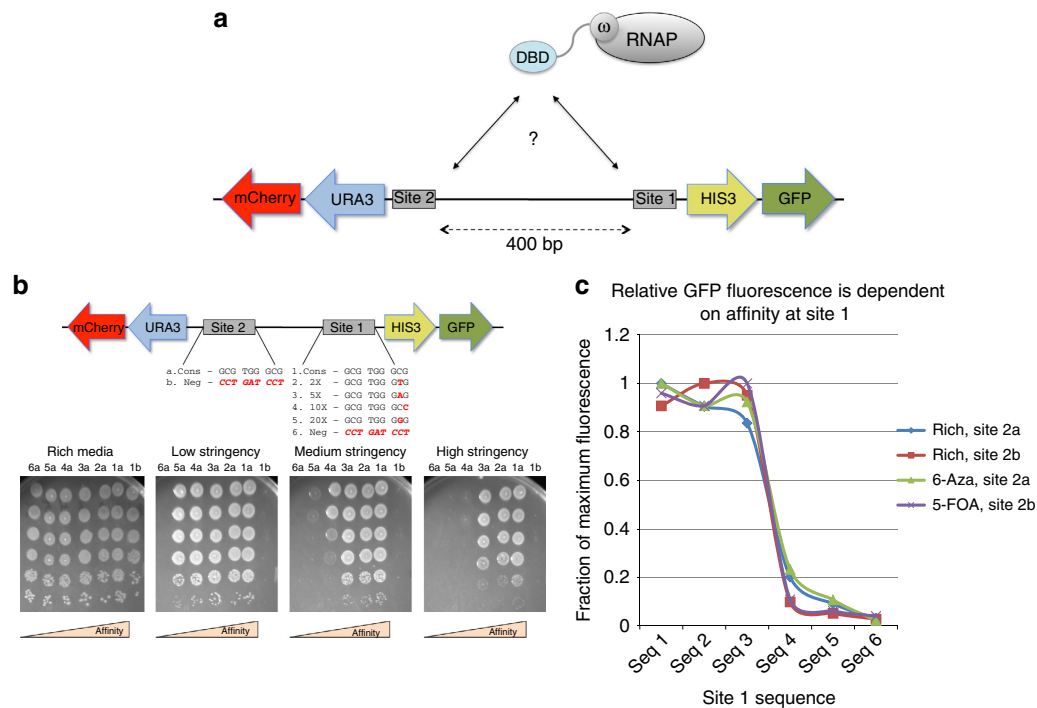 a
ω
RNAP
DBD
?
mCherry
URA3
Site 2
Site 1
HIS3
GFP
400 bp
b
mCherry
URA3
Site 2
Site 1
HIS3
GFP
a.Cons – GCG TGG GCG
b. Neg – CCT GAT CCT
1.Cons – GCG TGG GCG
2. 2X – GCG TGG GTG
3. 5X – GCG TGG GAG
4. 10X – GCG TGG GCC
5. 20X – GCG TGG GGG
6. Neg – CCT GAT CCT
Rich media
6a 5a 4a 3a 2a 1a 1b
Affinity
Low stringency
6a 5a 4a 3a 2a 1a 1b
Affinity
Medium stringency
6a 5a 4a 3a 2a 1a 1b
Affinity
High stringency
6a 5a 4a 3a 2a 1a 1b
Affinity
c
Relative GFP fluorescence is dependent
on affinity at site 1
Fraction of maximum fluorescence
1.2
1
0.8
0.6
0.4
0.2
0
Seq 1
Seq 2
Seq 3
Seq 4
Seq 5
Seq 6
Site 1 sequence
Rich, site 2a
Rich, site 2b
6-Aza, site 2a
5-FOA, site 2b